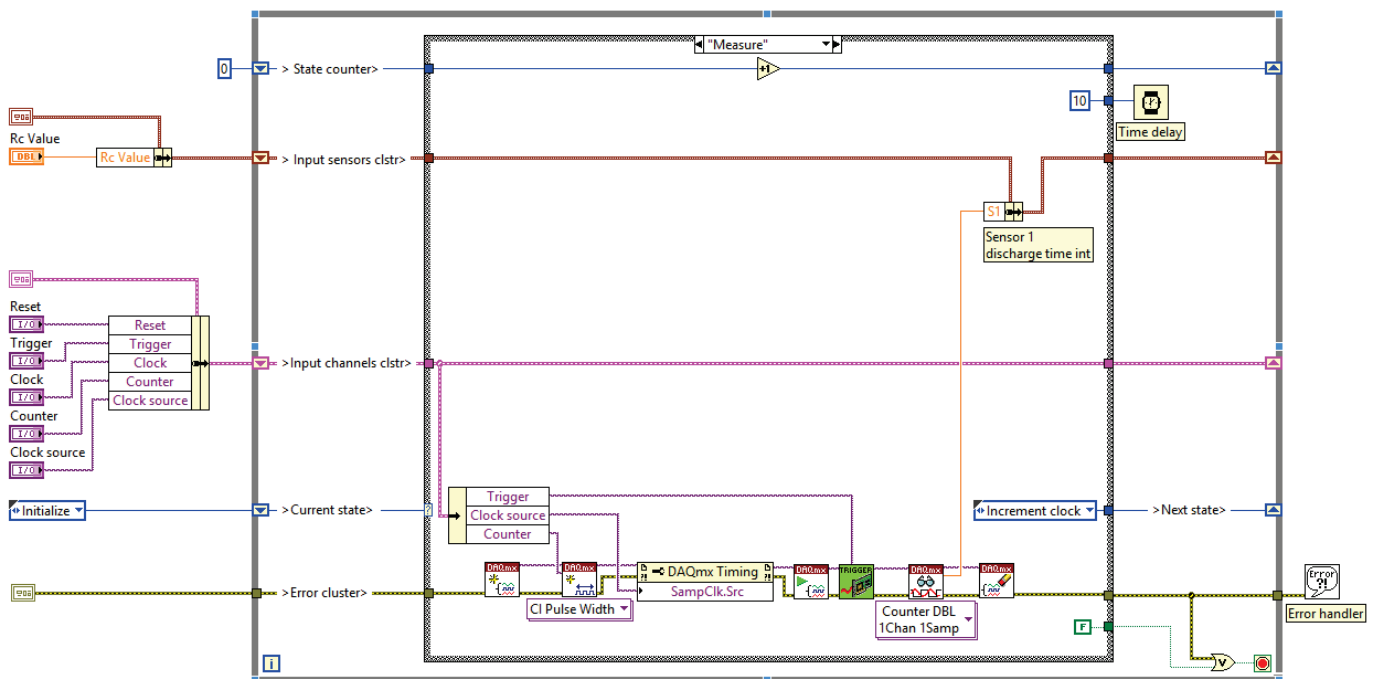 "Measure"
0
> State counter>
+1
10
Time delay
Rc Value
DBL
Rc Value
> Input sensors clstr>
S1
Sensor 1
discharge time int
Reset
I/O
Trigger
I/O
Clock
I/O
Counter
I/O
Clock source
I/O
Reset
Trigger
Clock
Counter
Clock source
>Input channels clstr>
Initialize
>Current state>
?
Trigger
Clock source
Counter
Increment clock
>Next state>
>Error cluster>
DAQmx
DAQmx
CI Pulse Width
DAQmx Timing
SampClk.Src
DAQmx
TRIGGER
DAQmx
Counter DBL
1Chan 1Samp
DAQmx
Error
?!
Error handler
F
V
i